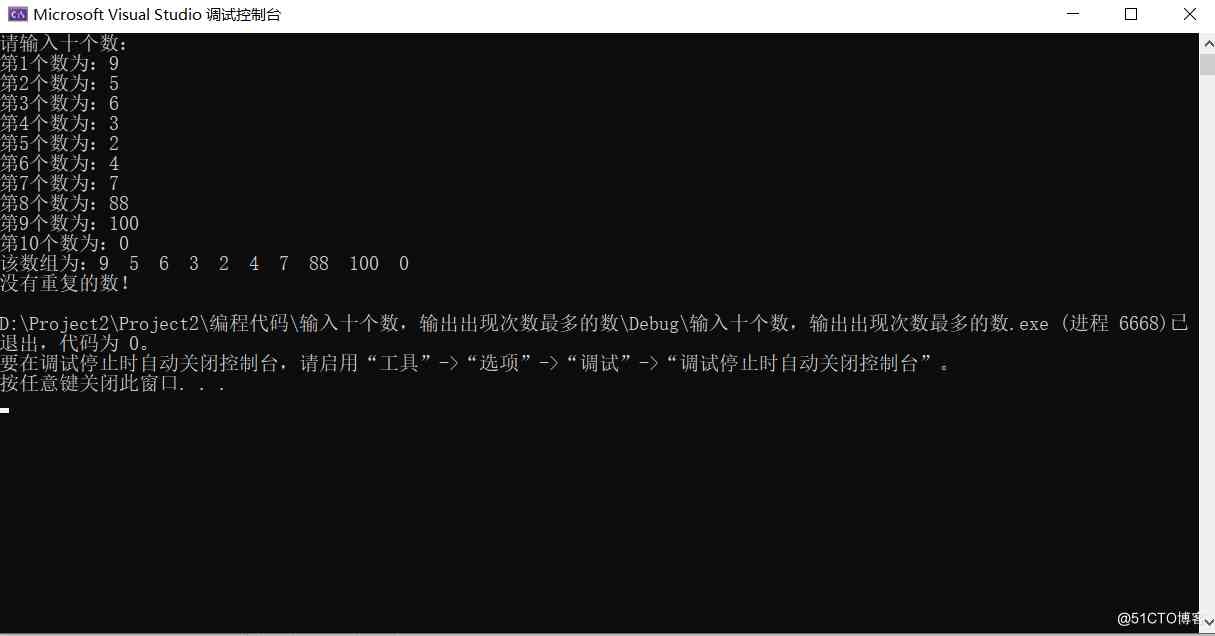 Microsoft Visual Studio 调试控制台
请输入十个数：
第1个数为：9
第2个数为：5
第3个数为：6
第4个数为：3
第5个数为：2
第6个数为：4
第7个数为：7
第8个数为：88
第9个数为：100
第10个数为：0
该数组为：9  5  6  3  2  4  7  88  100  0
没有重复的数！
D:\Project2\Project2\编程代码\输入十个数，输出出现次数最多的数\Debug\输入十个数，输出出现次数最多的数.exe (进程 6668)已
退出，代码为 0。
要在调试停止时自动关闭控制台，请启用“工具”->“选项”->“调试”->“调试停止时自动关闭控制台”。
按任意键关闭此窗口. . .
@51CTO博客